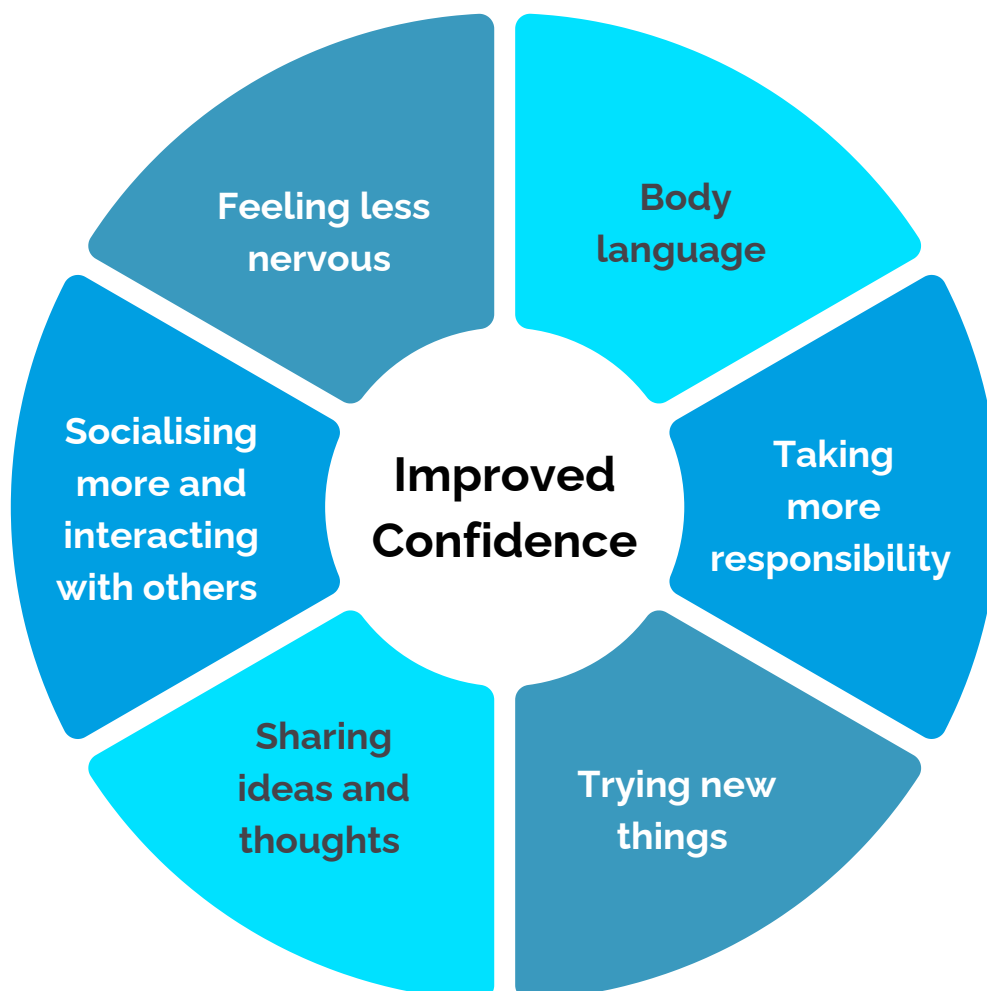 Feeling less
nervous
Body
language
Socialising
more and
interacting
with others
Improved
Confidence
Taking
more
responsibility
Sharing
ideas and
thoughts
Trying new
things